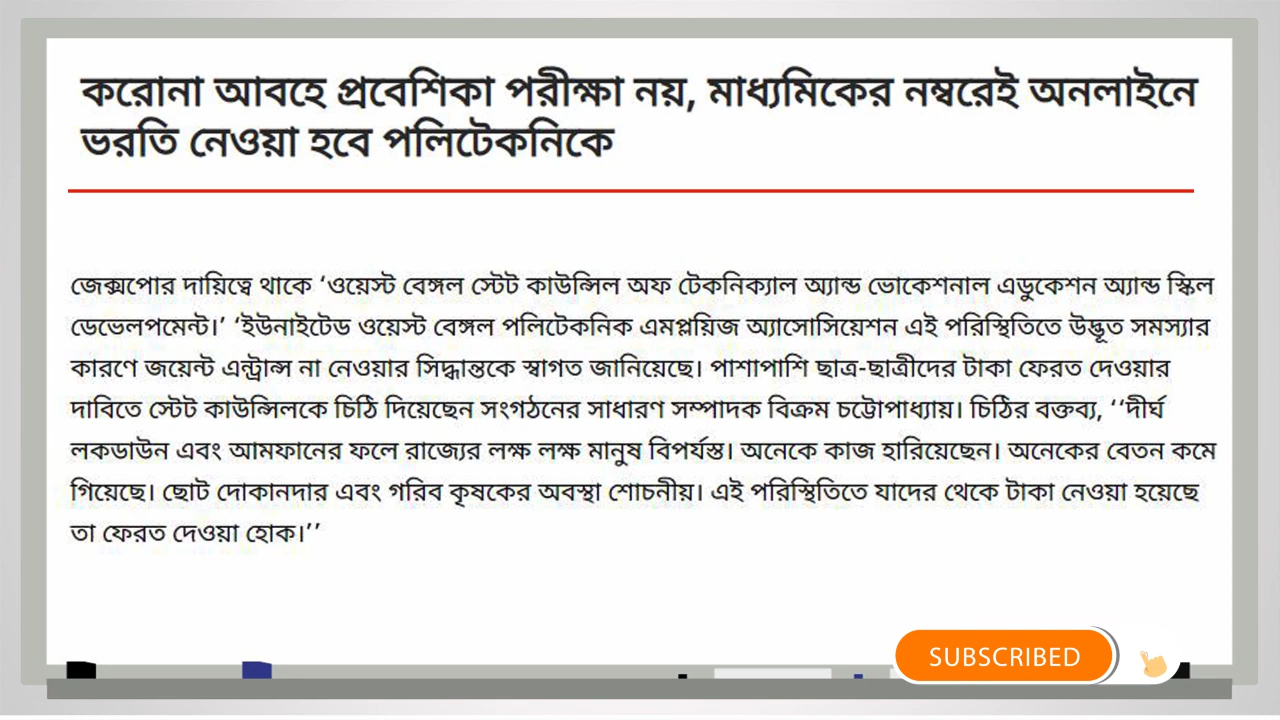 করোনা আবহে প্রবেশিকা পরীক্ষা নয়, মাধ্যমিকের নম্বরেই অনলাইনে
ভরতি নেওয়া হবে পলিটেকনিকে
জেক্সপোর দায়িত্বে থাকে ‘ওয়েস্ট বেঙ্গল স্টেট কাউন্সিল অফ টেকনিক্যাল অ্যান্ড ভোকেশনাল এডুকেশন অ্যান্ড স্কিল
ডেভেলপমেন্ট।’ ‘ইউনাইটেড ওয়েস্ট বেঙ্গল পলিটেকনিক এমপ্লয়িজ অ্যাসোসিয়েশন এই পরিস্থিতিতে উদ্ভূত সমস্যার
কারণে জয়েন্ট এন্ট্রান্স না নেওয়ার সিদ্ধান্তকে স্বাগত জানিয়েছে। পাশাপাশি ছাত্র-ছাত্রীদের টাকা ফেরত দেওয়ার
দাবিতে স্টেট কাউন্সিলকে চিঠি দিয়েছেন সংগঠনের সাধারণ সম্পাদক বিক্রম চট্টোপাধ্যায়। চিঠির বক্তব্য, ‘‘দীর্ঘ
লকডাউন এবং আমফানের ফলে রাজ্যের লক্ষ লক্ষ মানুষ বিপর্যস্ত। অনেকে কাজ হারিয়েছেন। অনেকের বেতন কমে
গিয়েছে। ছোট দোকানদার এবং গরিব কৃষকের অবস্থা শোচনীয়। এই পরিস্থিতিতে যাদের থেকে টাকা নেওয়া হয়েছে
তা ফেরত দেওয়া হোক।’’
SUBSCRIBED